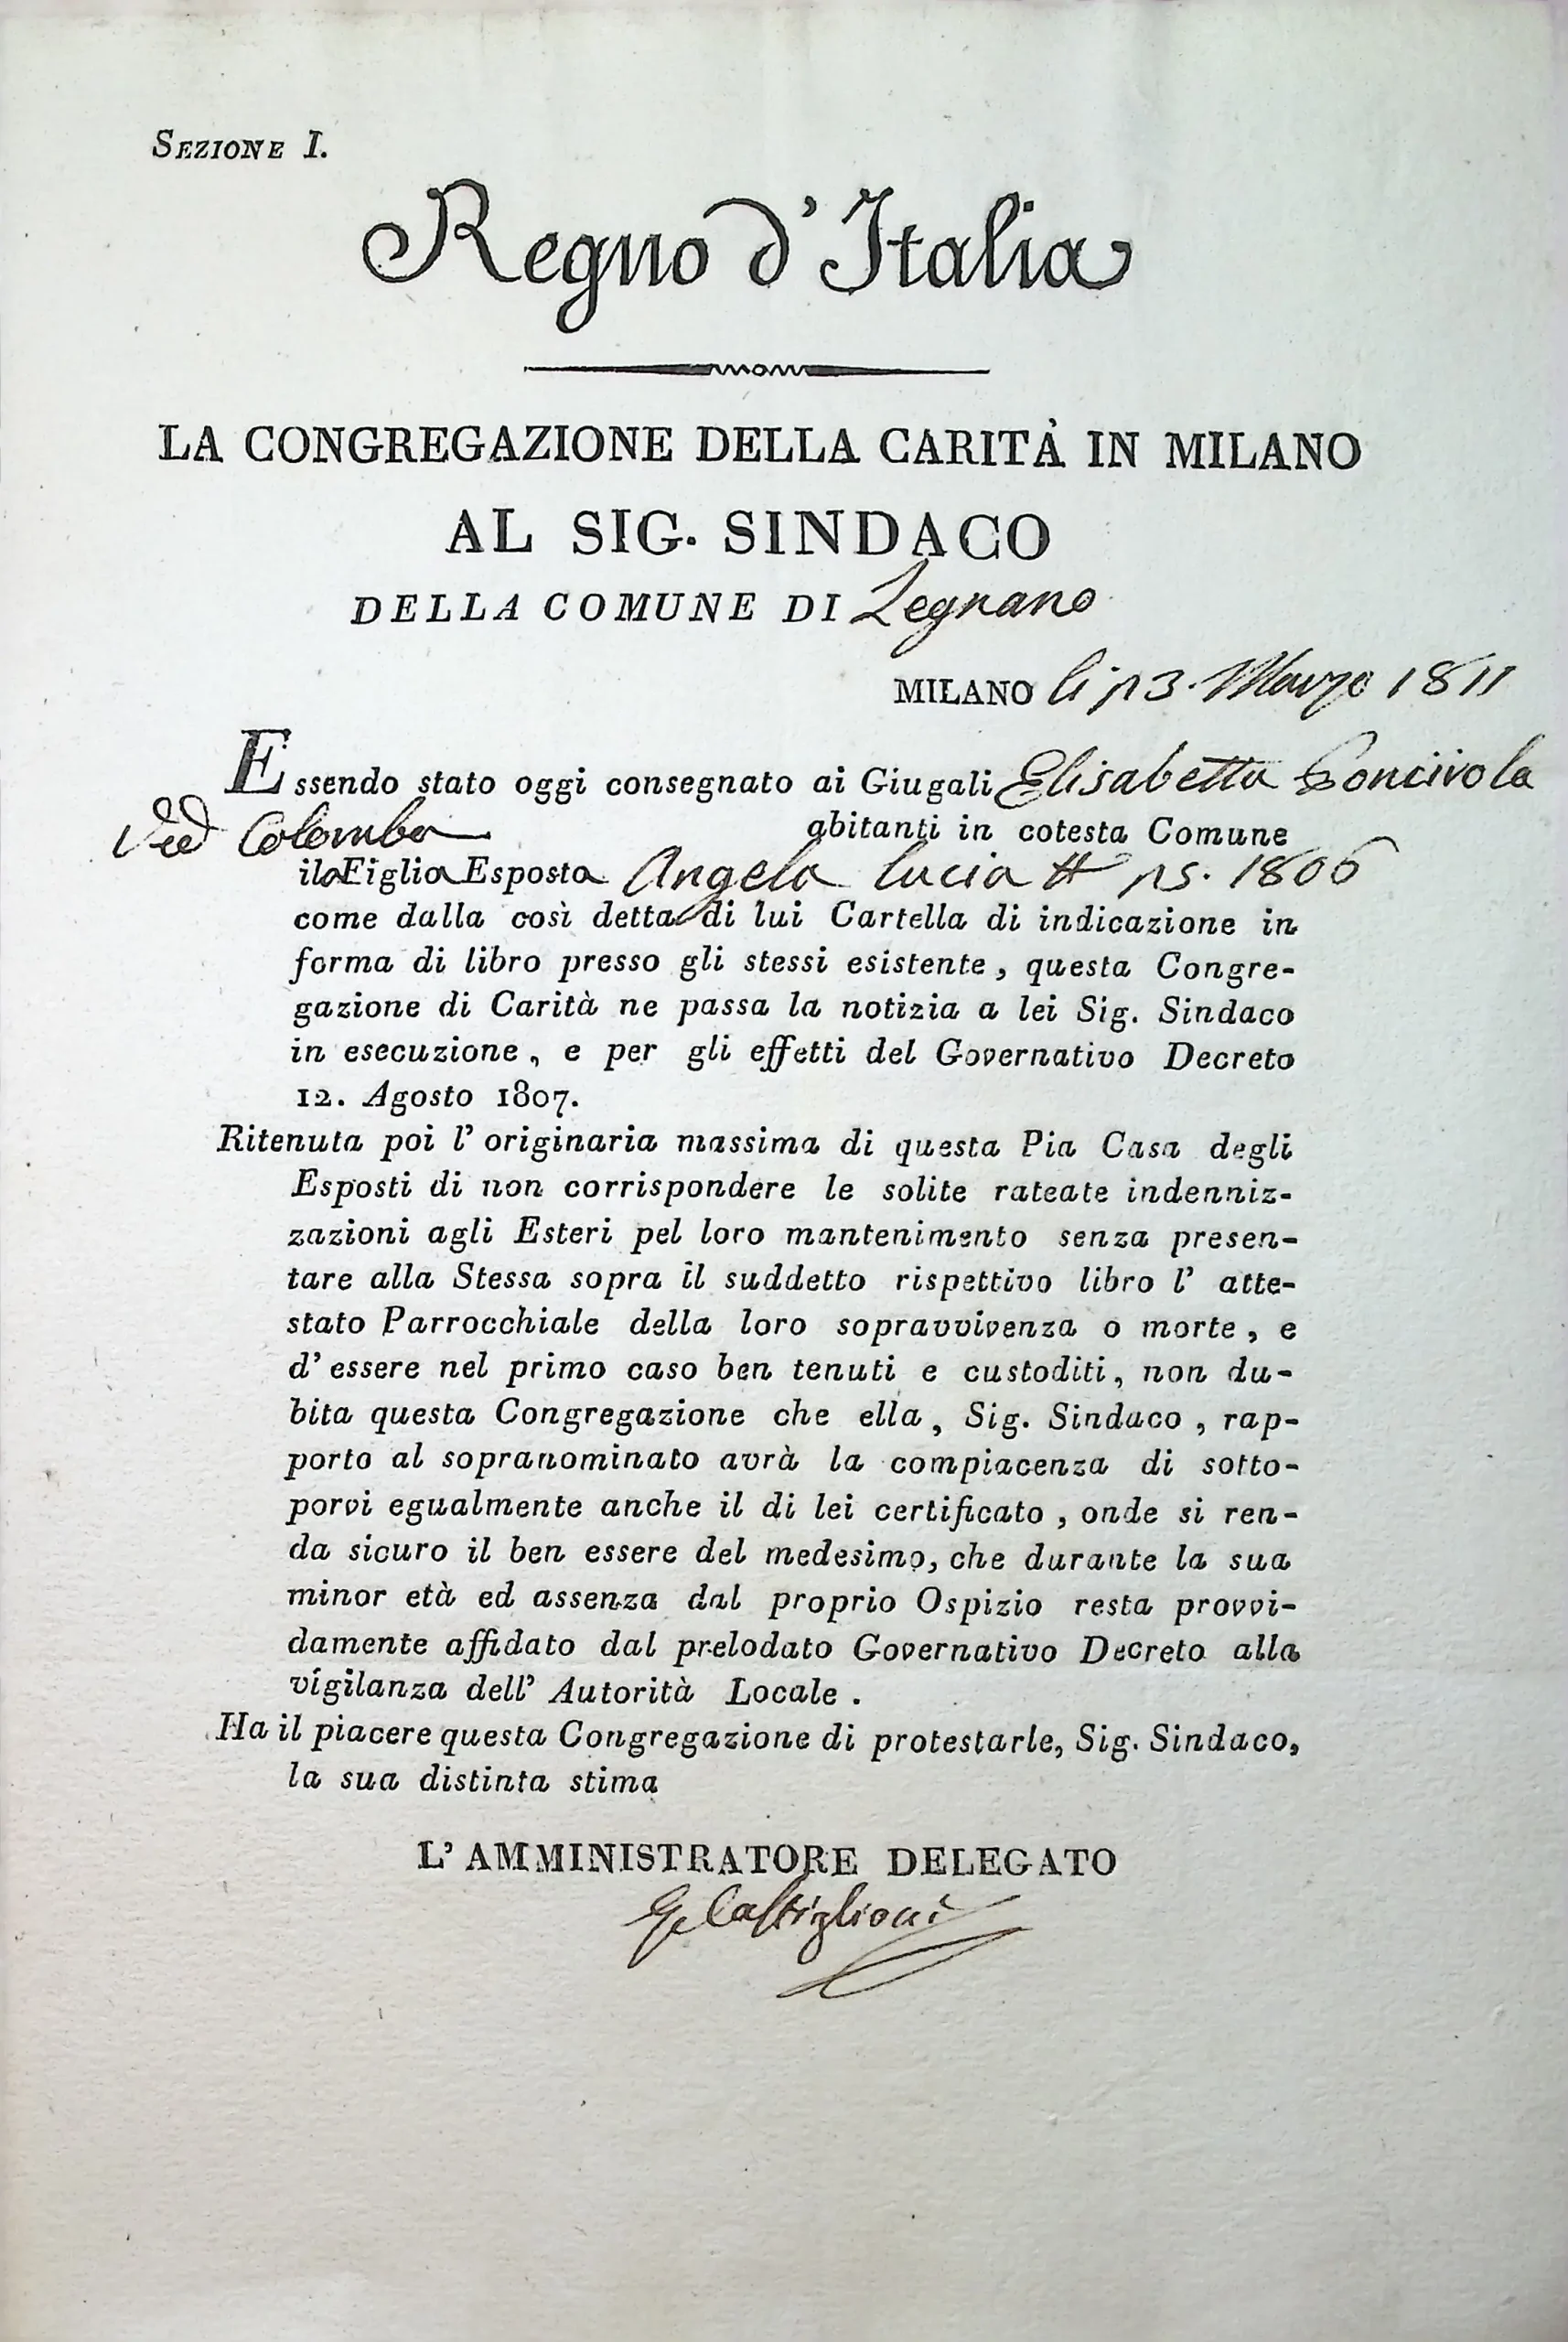 SEZIONE I.
Regno d'Italia
LA CONGREGAZIONE DELLA CARITÀ IN MILANO
AL SIG. SINDACO
DELLA COMUNE DI Legnano
MILANO li 13. Marzo 1811
Essendo stato oggi consegnato ai Giugali Elisabetta
Colomba abitanti in cotesta Comune
ila Figlia Esposta Angela Lucia 1806
come dalla così detta di lui Cartella di indicazione in
forma di libro presso gli stessi esistente, questa Congre-
gazione di Carità ne passa la notizia a lei Sig. Sindaco
in esecuzione, e per gli effetti del Governativo Decreto
12. Agosto 1807.
Ritenuta poi l'originaria massima di questa Pia Casa degli
Esposti di non corrispondere le solite rateate indenniz-
zazioni agli Esteri pel loro mantenimento senza presen-
tare alla Stessa sopra il suddetto rispettivo libro l'atte-
stato Parrocchiale della loro sopravvivenza o morte, e
d'essere nel primo caso ben tenuti e custoditi, non du-
bita questa Congregazione che ella, Sig. Sindaco, rap-
porto al sopranominato avrà la compiacenza di sotto-
porvi egualmente anche il di lei certificato, onde si ren-
da sicuro il ben essere del medesimo, che durante la sua
minor età ed assenza dal proprio Ospizio resta provvi-
damente affidato dal prelodato Governativo Decreto alla
vigilanza dell'Autorità Locale.
Ha il piacere questa Congregazione di protestarle, Sig. Sindaco,
la sua distinta stima
L'AMMINISTRATORE DELEGATO
Castiglioni